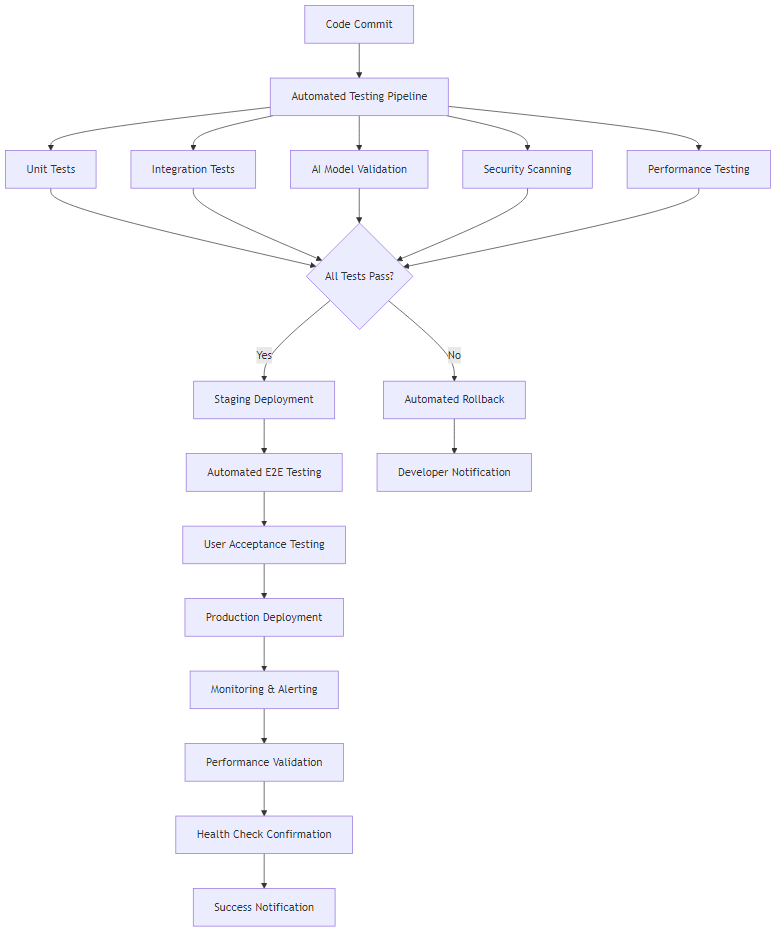 Code Commit
Automated Testing Pipeline
Unit Tests
Integration Tests
AI Model Validation
Security Scanning
Performance Testing
All Tests Pass?
Yes
No
Staging Deployment
Automated Rollback
Automated E2E Testing
Developer Notification
User Acceptance Testing
Production Deployment
Monitoring & Alerting
Performance Validation
Health Check Confirmation
Success Notification